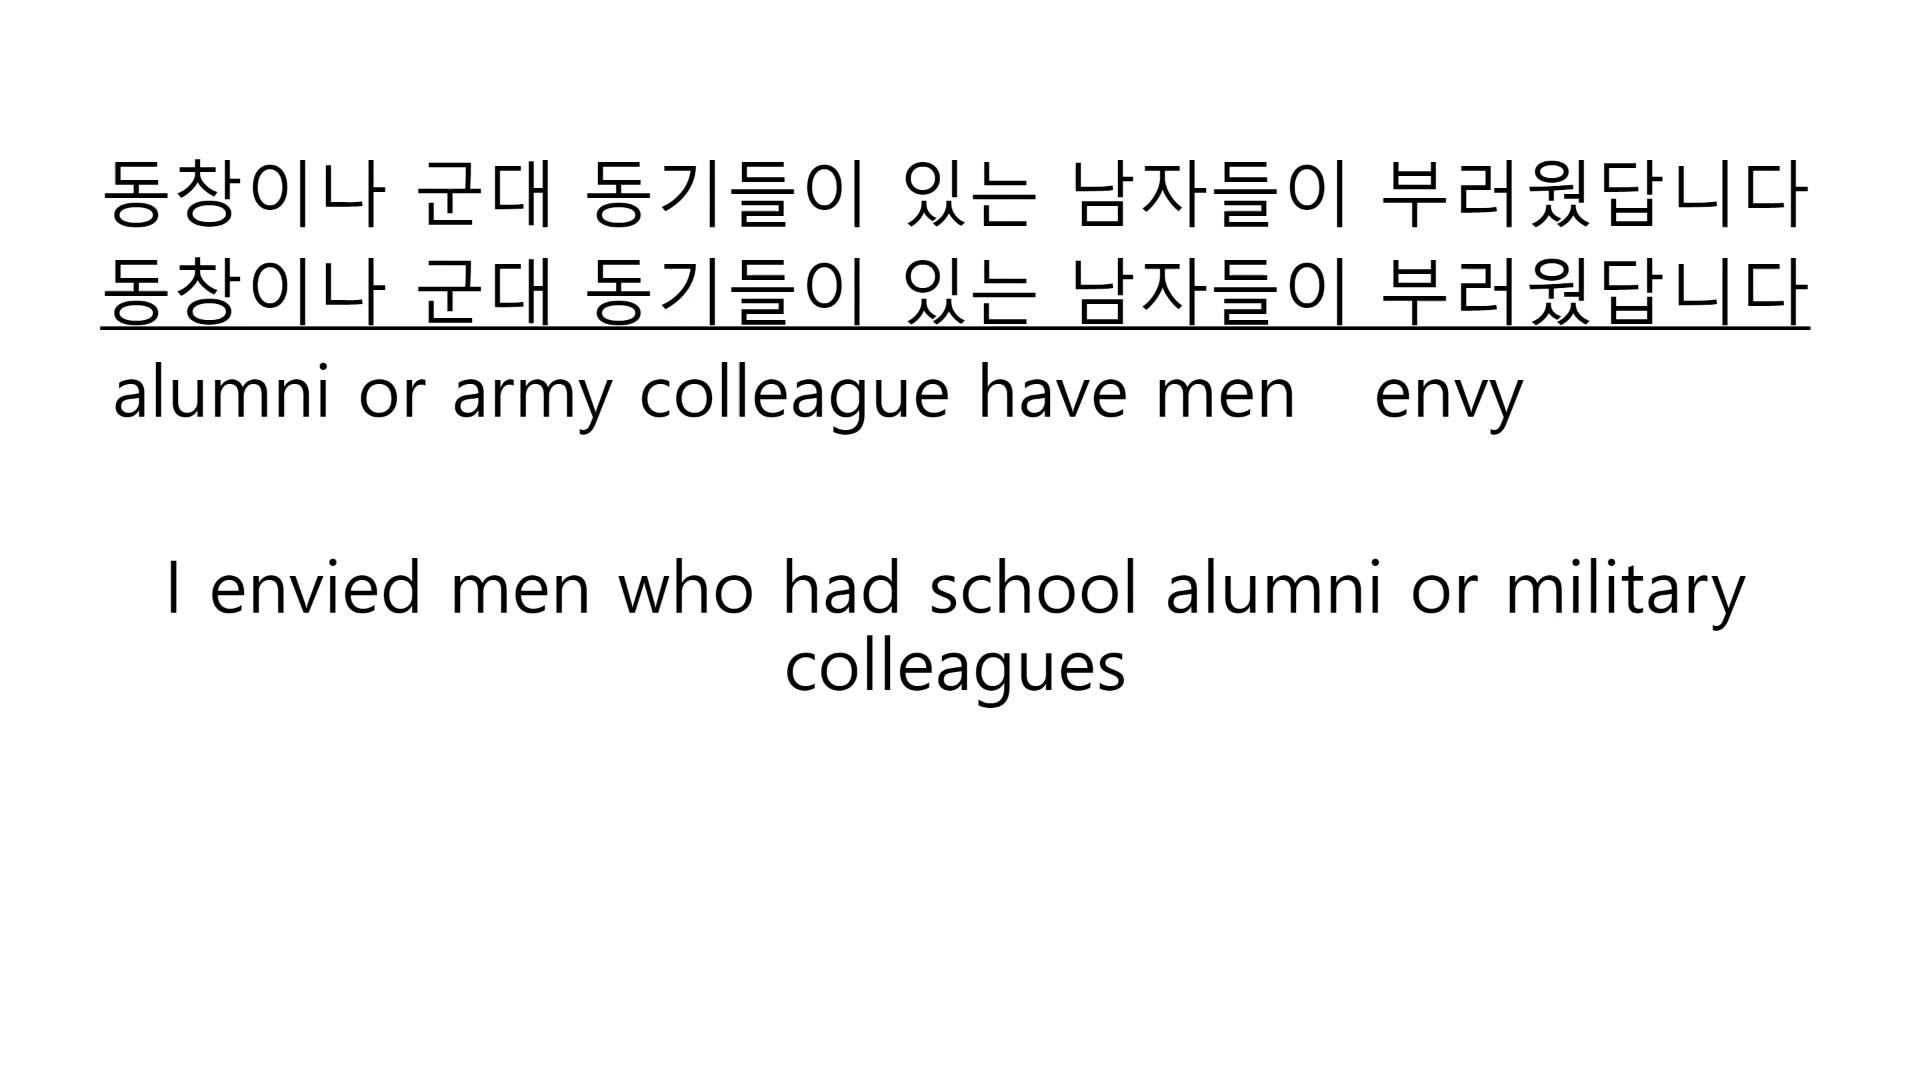 동창이나 군대 동기들이 있는 남자들이 부러웠답니다
동창이나 군대 동기들이 있는 남자들이 부러웠답니다
alumni or army colleague have men envy
I envied men who had school alumni or military
colleagues